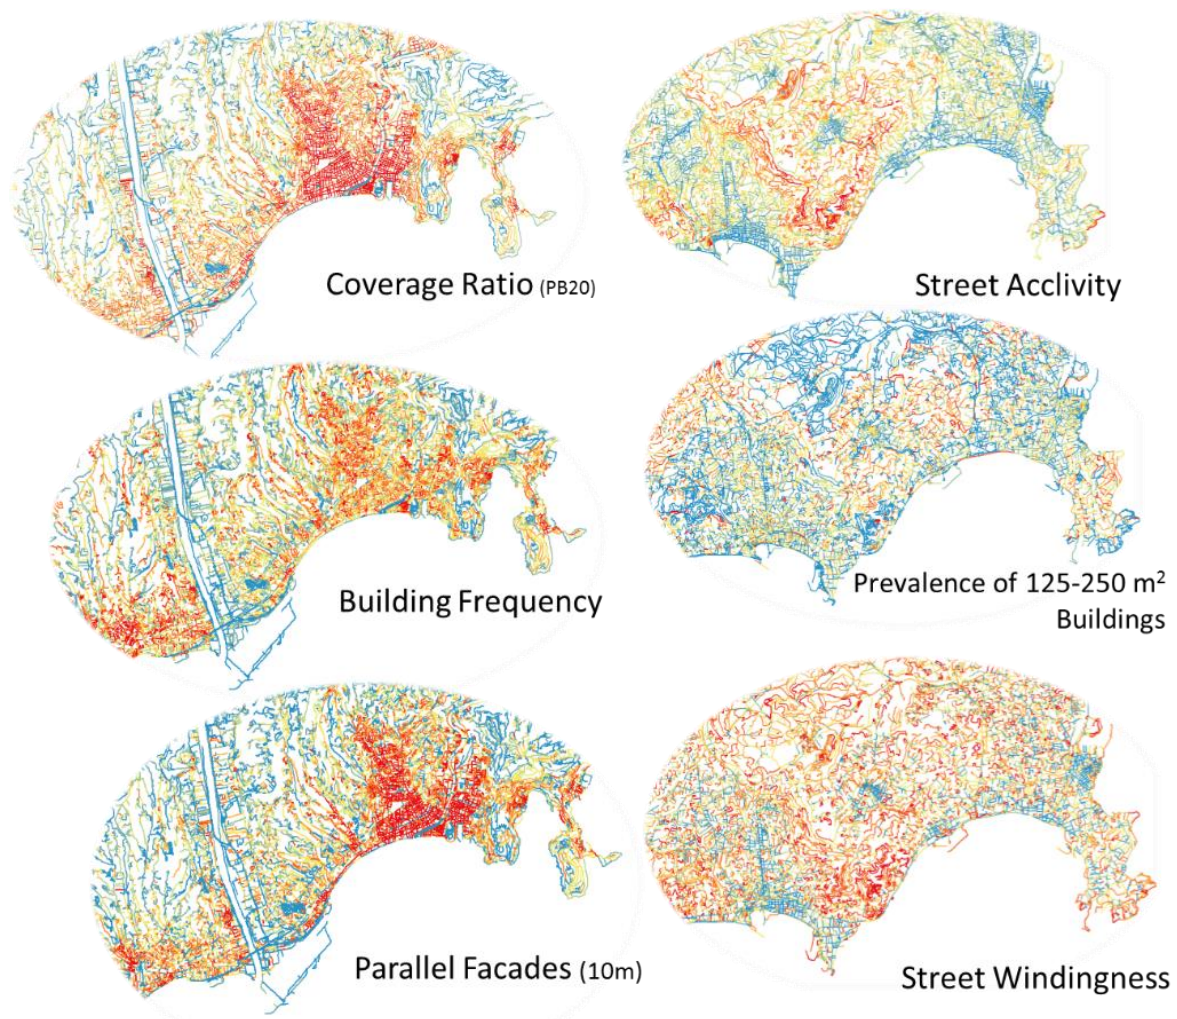 Coverage Ratio (PB20)
Street Acclivity
Building Frequency
Prevalence of 125-250 m²
Buildings
Parallel Facades (10m)
Street Windingness